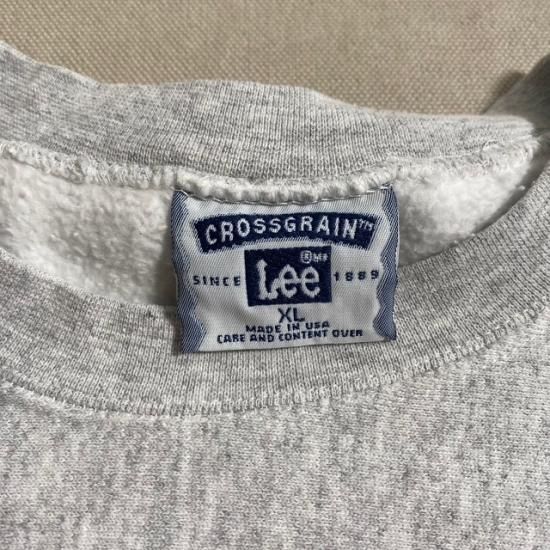 CROSSGRAIN™
®MR
Lee
SINCE 1889
XL
MADE IN USA
CARE AND CONTENT OVER